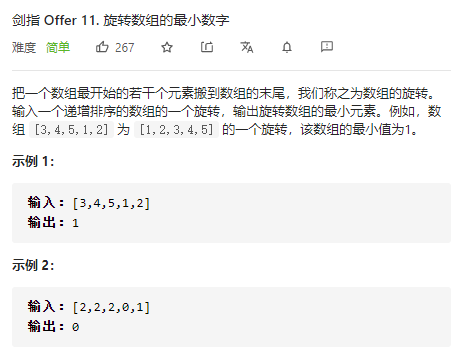 剑指 Offer 11. 旋转数组的最小数字
难度 简单 267
把一个数组最开始的若干个元素搬到数组的末尾，我们称之为数组的旋转。
输入一个递增排序的数组的一个旋转，输出旋转数组的最小元素。例如，数
组 [3,4,5,1,2] 为 [1,2,3,4,5] 的一个旋转，该数组的最小值为1。
示例 1：
输入：[3,4,5,1,2]
输出：1
示例 2：
输入：[2,2,2,0,1]
输出：0